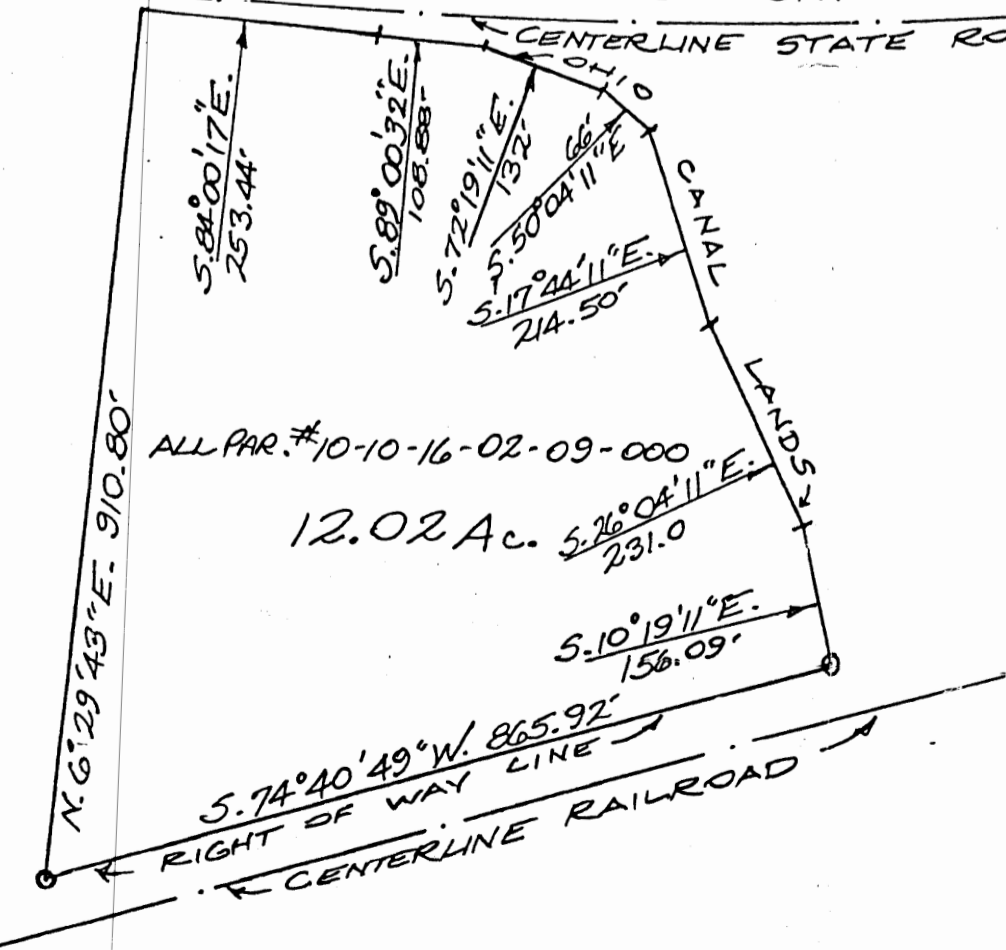 CENTERLINE STATE RO
OHIO
CANAL
LANDS
S.84°00'17"E.
253.44'
S.89°00'32"E.
108.88'
S.72°19'11"E.
132'
S.50°04'11"E
66'
S.17°44'11"E.
214.50'
ALL PAR.#10-10-16-02-09-000
12.02 Ac.
S.26°04'11"E.
231.0
S.10°19'11"E.
156.09'
N.6°29'43"E. 910.80'
S.74°40'49"W. 865.92'
RIGHT OF WAY LINE
CENTERLINE RAILROAD